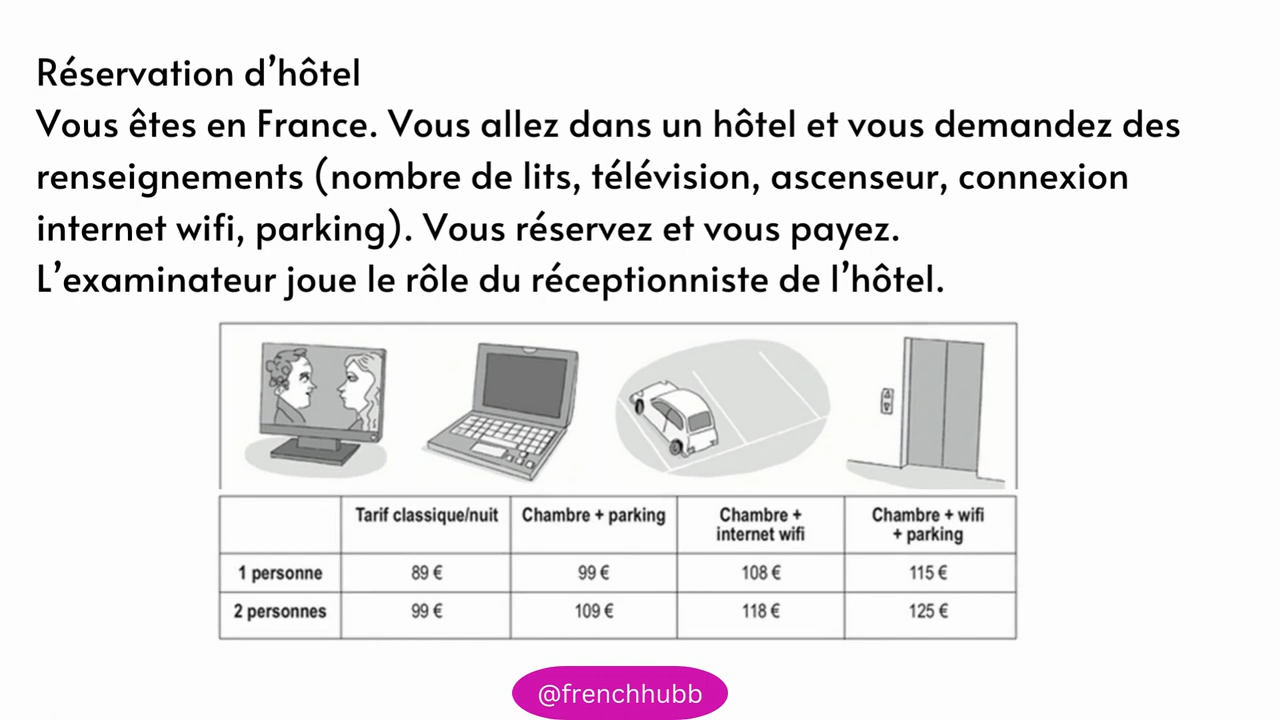 Réservation d’hôtel
Vous êtes en France. Vous allez dans un hôtel et vous demandez des
renseignements (nombre de lits, télévision, ascenseur, connexion
internet wifi, parking). Vous réservez et vous payez.
L’examinateur joue le rôle du réceptionniste de l’hôtel.
Tarif classique/nuit Chambre + parking Chambre + internet wifi Chambre + wifi + parking
1 personne 89 € 99 € 108 € 115 €
2 personnes 99 € 109 € 118 € 125 €
@frenchhubb